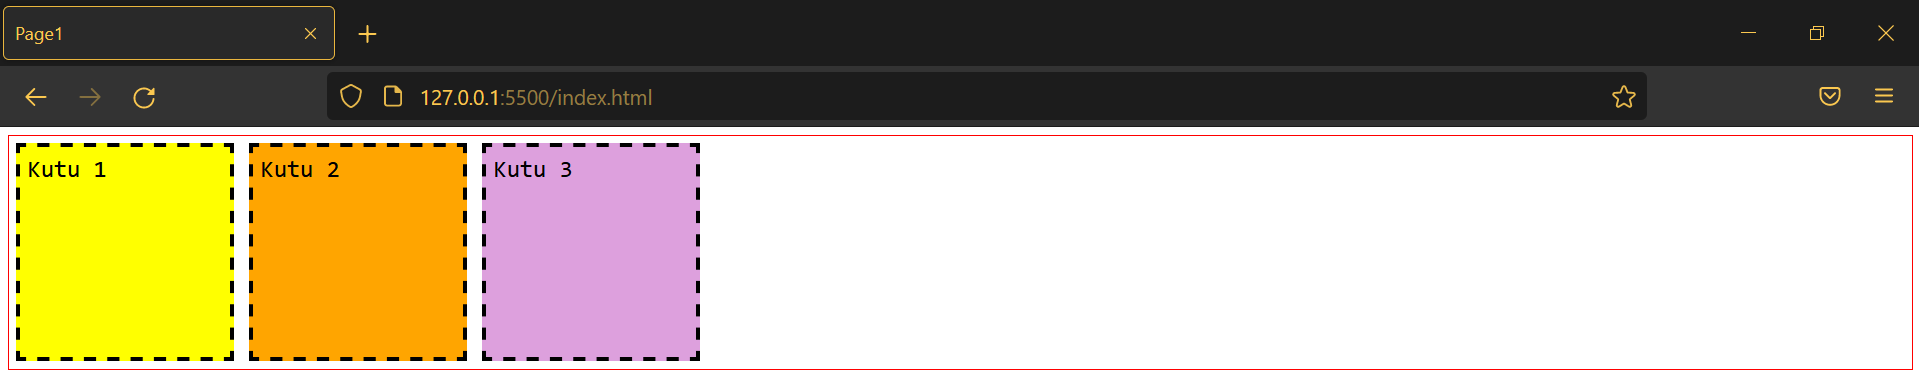 Page1
127.0.0.1:5500/index.html
Kutu 1
Kutu 2
Kutu 3